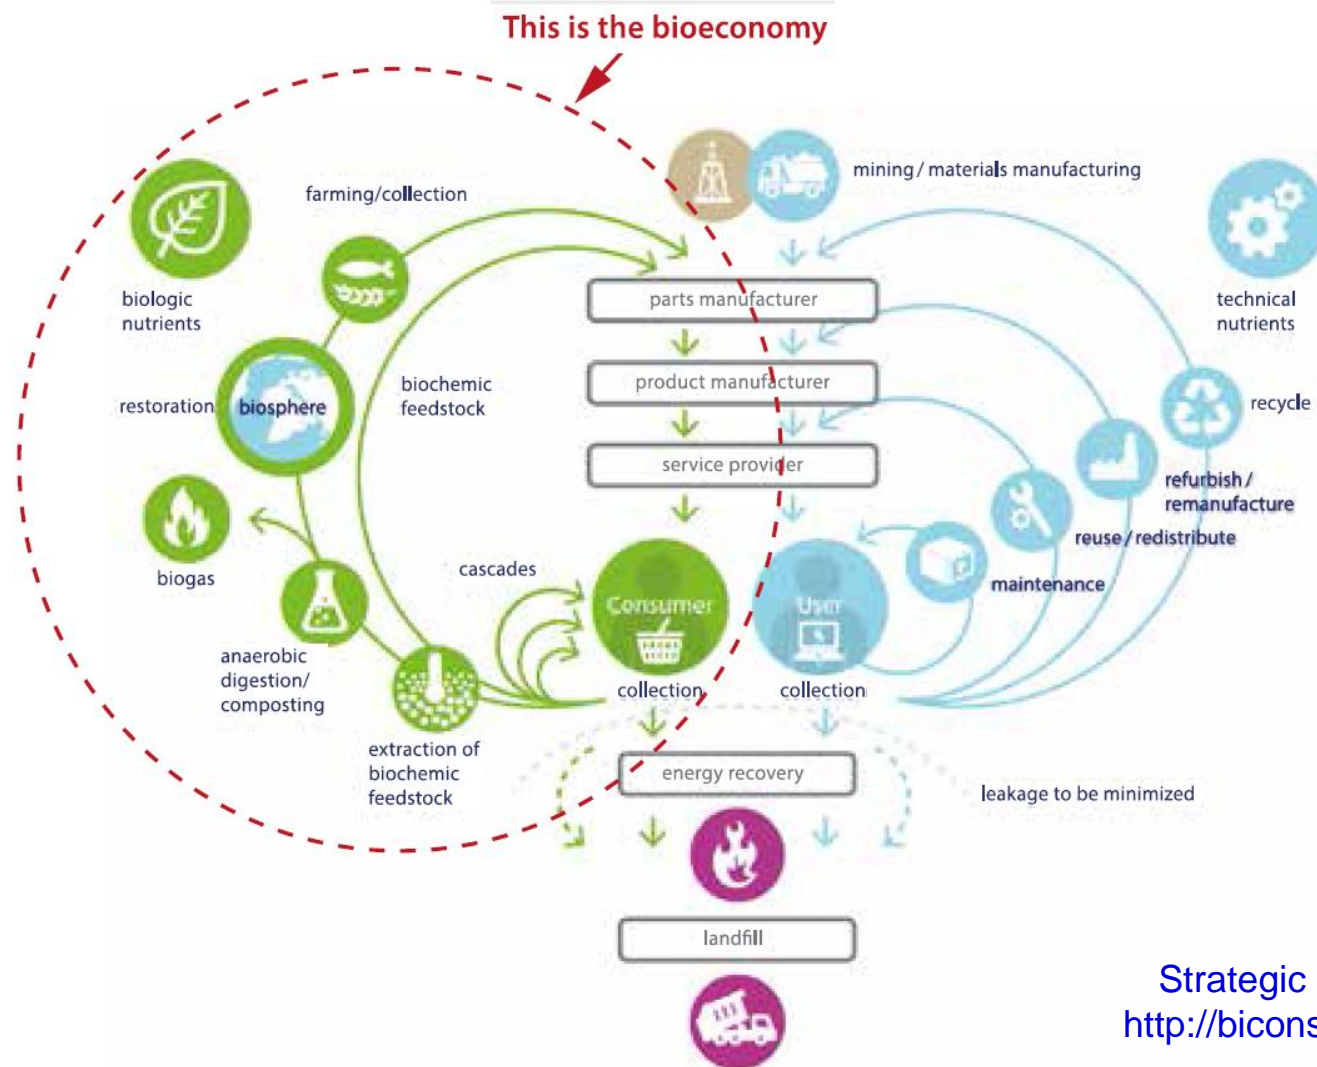 This is the bioeconomy
mining / materials manufacturing
farming/collection
biologic
nutrients
technical
nutrients
parts manufacturer
product manufacturer
service provider
biochemic
feedstock
restoration
biosphere
recycle
refurbish /
remanufacture
reuse / redistribute
maintenance
biogas
cascades
Consumer
User
anaerobic
digestion/
composting
collection
collection
extraction of
biochemic
feedstock
energy recovery
leakage to be minimized
landfill
Strategic
http://bicons